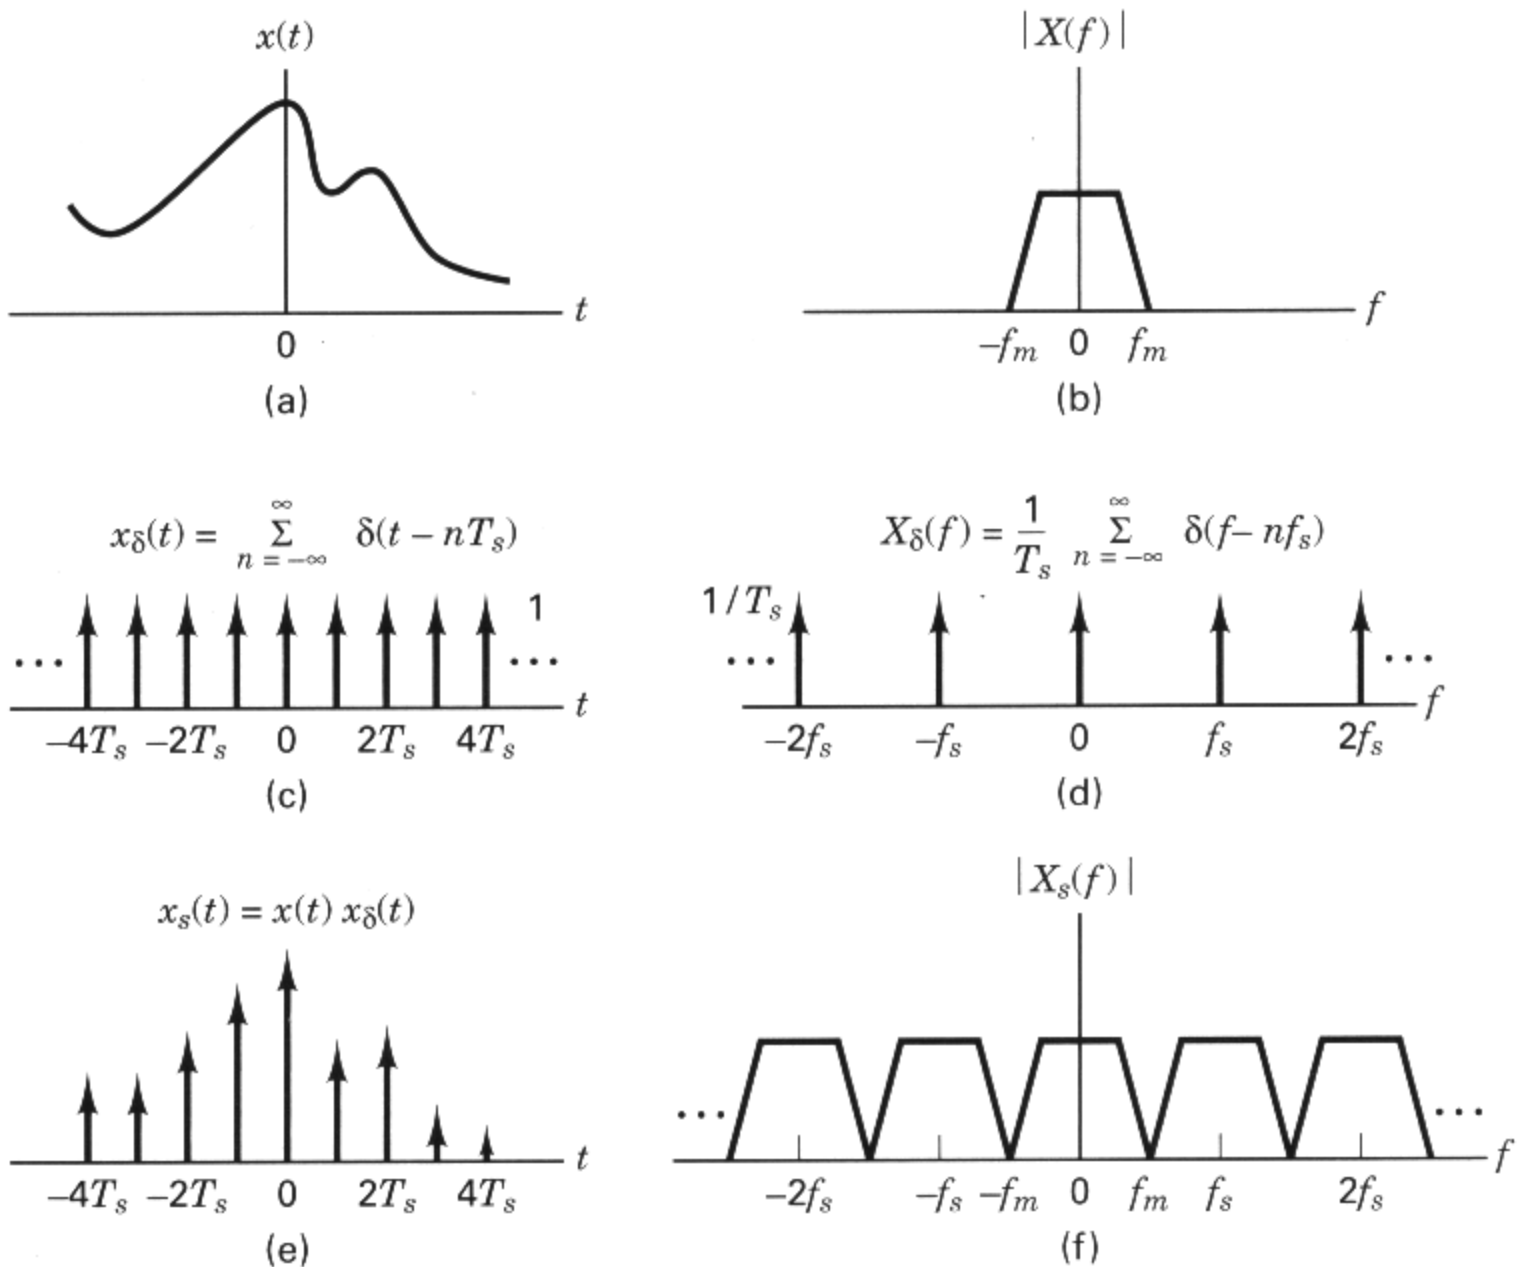 x(t)
|X(f)|
t
0
(a)
f
−fm 0 fm
(b)
xδ(t) = ∞ Σ n = −∞ δ(t − nTs)
1
... ...
t
−4Ts −2Ts 0 2Ts 4Ts
(c)
Xδ(f) = 1/Ts ∞ Σ n = −∞ δ(f− nfs)
1/Ts
... ...
f
−2fs −fs 0 fs 2fs
(d)
xs(t) = x(t) xδ(t)
t
−4Ts −2Ts 0 2Ts 4Ts
(e)
|Xs(f)|
... ...
f
−2fs −fs −fm 0 fm fs 2fs
(f)